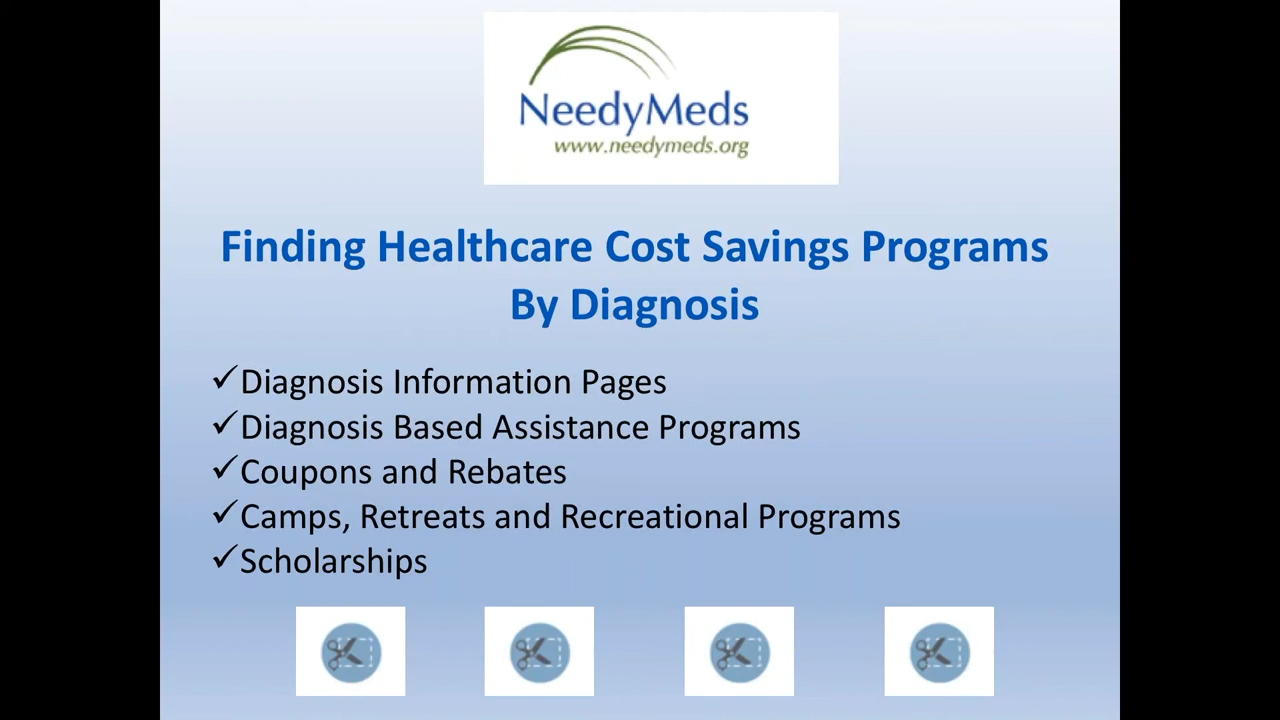 NeedyMeds
www.needymeds.org
Finding Healthcare Cost Savings Programs
By Diagnosis
✓Diagnosis Information Pages
✓Diagnosis Based Assistance Programs
✓Coupons and Rebates
✓Camps, Retreats and Recreational Programs
✓Scholarships